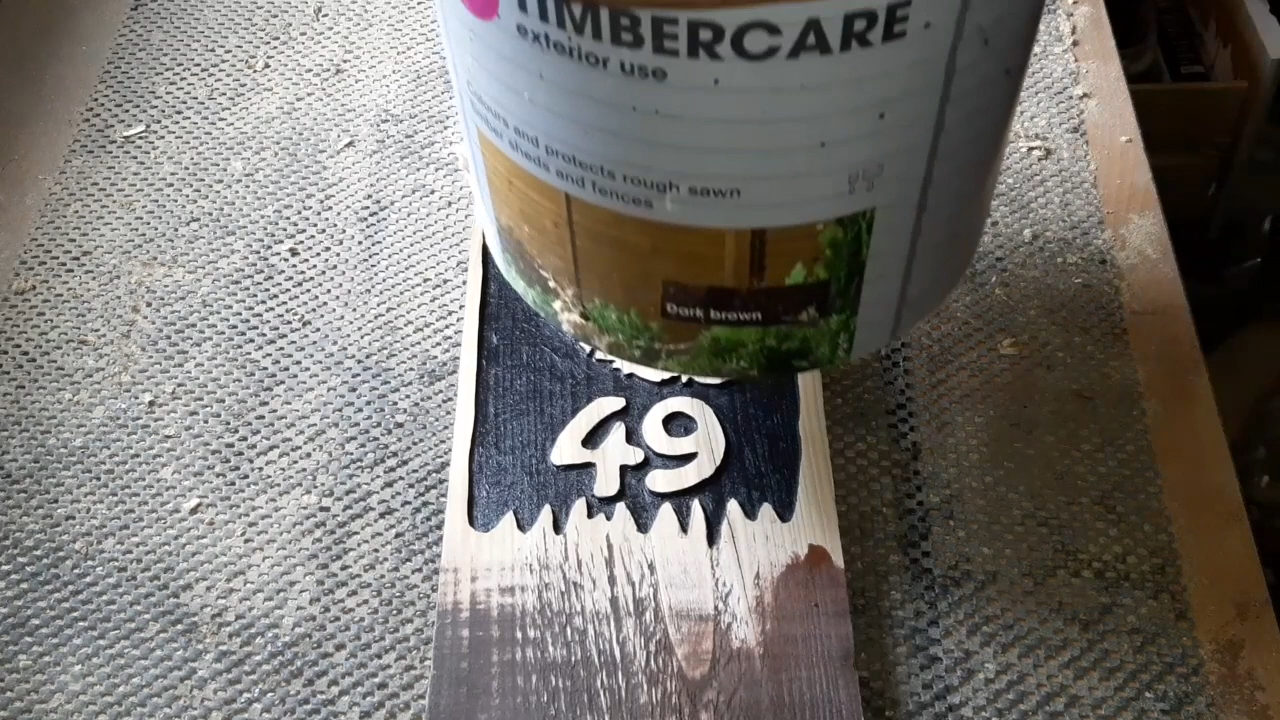 TIMBERCARE
exterior use
Colours and protects rough sawn
timber sheds and fences
Dark brown
49